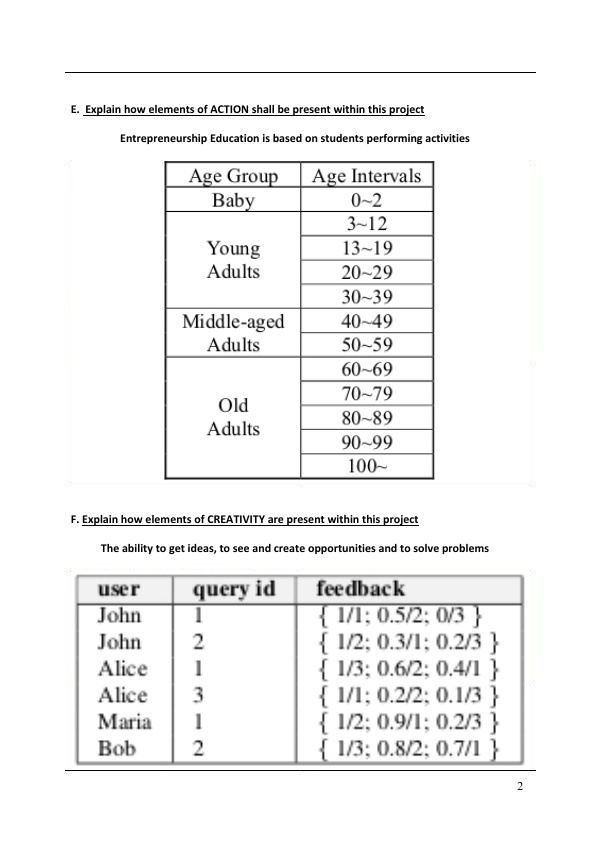 E. Explain how elements of ACTION shall be present within this project
Entrepreneurship Education is based on students performing activities
Age Group Age Intervals
Baby 0~2
Young Adults 3~12
13~19
20~29
30~39
Middle-aged Adults 40~49
50~59
Old Adults 60~69
70~79
80~89
90~99
100~
F. Explain how elements of CREATIVITY are present within this project
The ability to get ideas, to see and create opportunities and to solve problems
user query id feedback
John 1 { 1/1; 0.5/2; 0/3 }
John 2 { 1/2; 0.3/1; 0.2/3 }
Alice 1 { 1/3; 0.6/2; 0.4/1 }
Alice 3 { 1/1; 0.2/2; 0.1/3 }
Maria 1 { 1/2; 0.9/1; 0.2/3 }
Bob 2 { 1/3; 0.8/2; 0.7/1 }
2